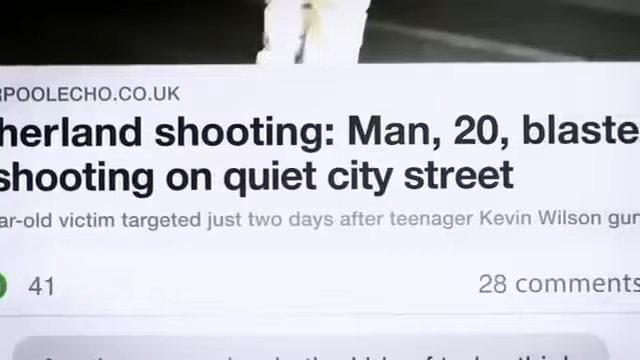 RPOOLECHO.CO.UK
herland shooting: Man, 20, blaste
shooting on quiet city street
ar-old victim targeted just two days after teenager Kevin Wilson gun
41
28 comments